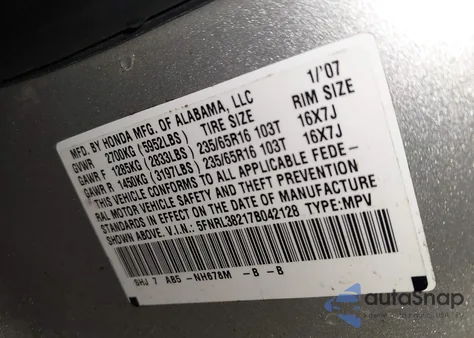 MFD. BY HONDA MFG. OF ALABAMA, LLC 1/'07
GVWR 2700KG (5952LBS) TIRE SIZE RIM SIZE
GAWR F 1285KG (2833LBS) 235/65R16 103T 16X7J
GAWR R 1450KG (3197LBS) 235/65R16 103T 16X7J
THIS VEHICLE CONFORMS TO ALL APPLICABLE FEDE-
RAL MOTOR VEHICLE SAFETY AND THEFT PREVENTION
STANDARDS IN EFFECT ON THE DATE OF MANUFACTURE
SHOWN ABOVE. V.I.N.: 5FNRL38217B042128 TYPE:MPV
SHJ 7 AB5 -NH678M -B -B
autoSnap